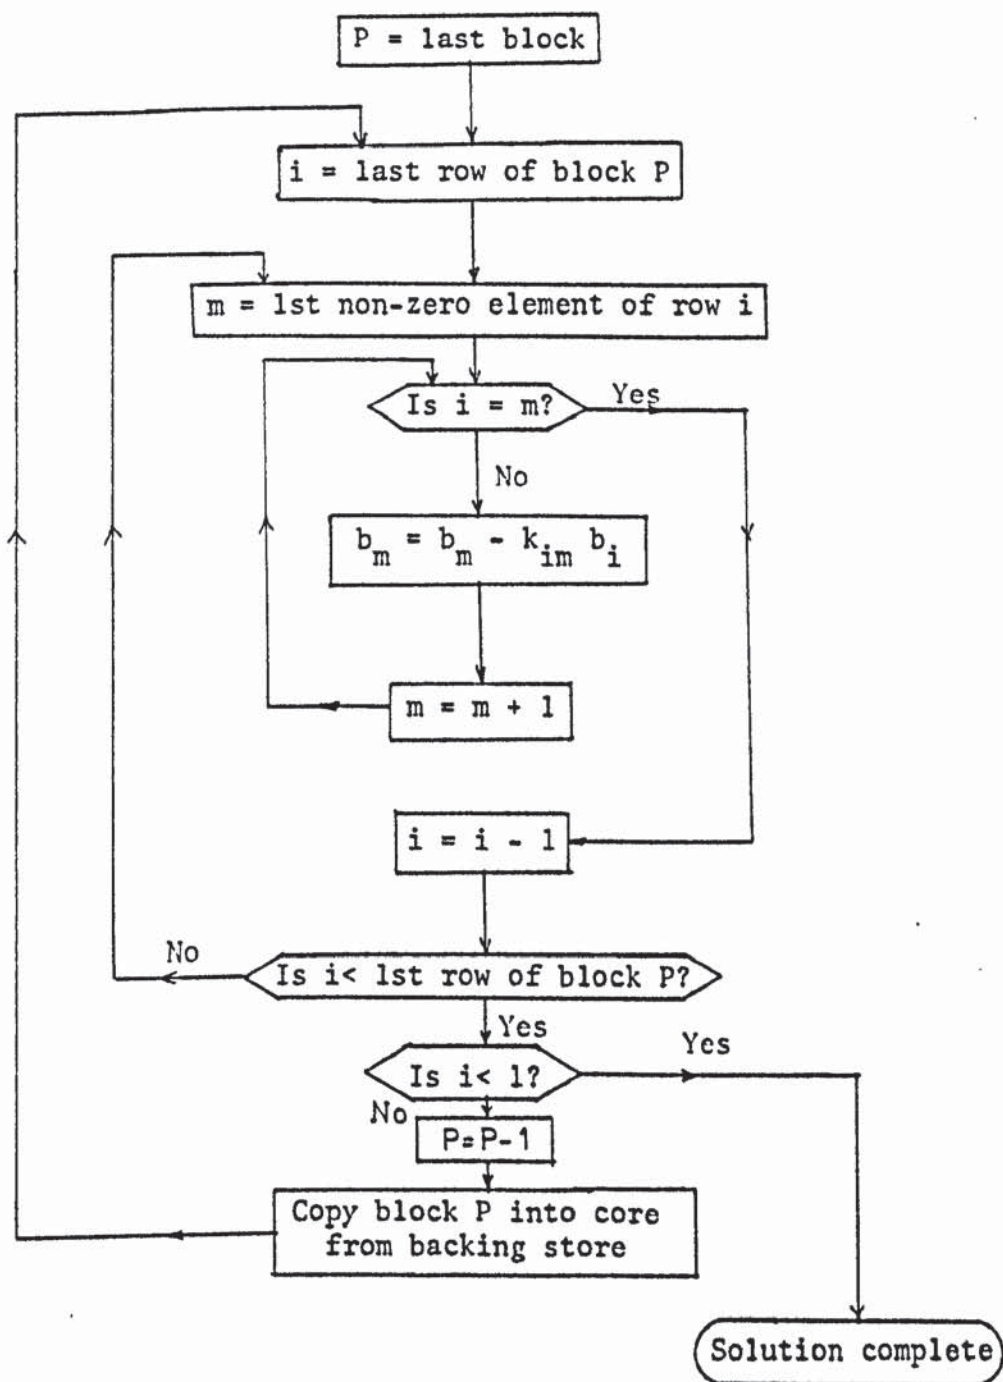 P = last block
i = last row of block P
m = 1st non-zero element of row i
Is i = m?
Yes
No
b_m = b_m - k_im b_i
m = m + 1
i = i - 1
No
Is i< 1st row of block P?
Yes
Is i< 1?
Yes
No
P=P-1
Copy block P into core
from backing store
Solution complete